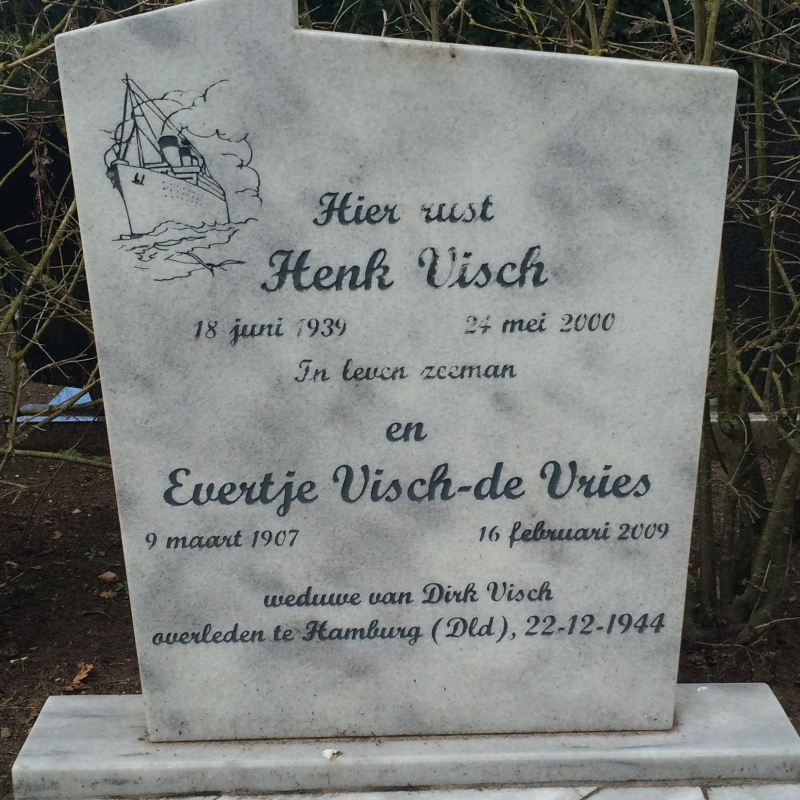 Hier rust
Henk Visch
18 juni 1939 24 mei 2000
In leven zeeman
en
Evertje Visch-de Vries
9 maart 1907 16 februari 2009
weduwe van Dirk Visch
overleden te Hamburg (Dld), 22-12-1944